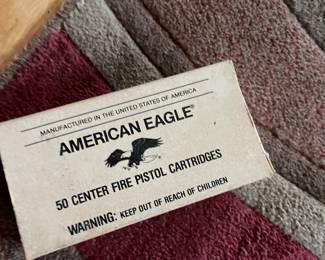 MANUFACTURED IN THE UNITED STATES OF AMERICA
AMERICAN EAGLE®
50 CENTER FIRE PISTOL CARTRIDGES
WARNING: KEEP OUT OF REACH OF CHILDREN